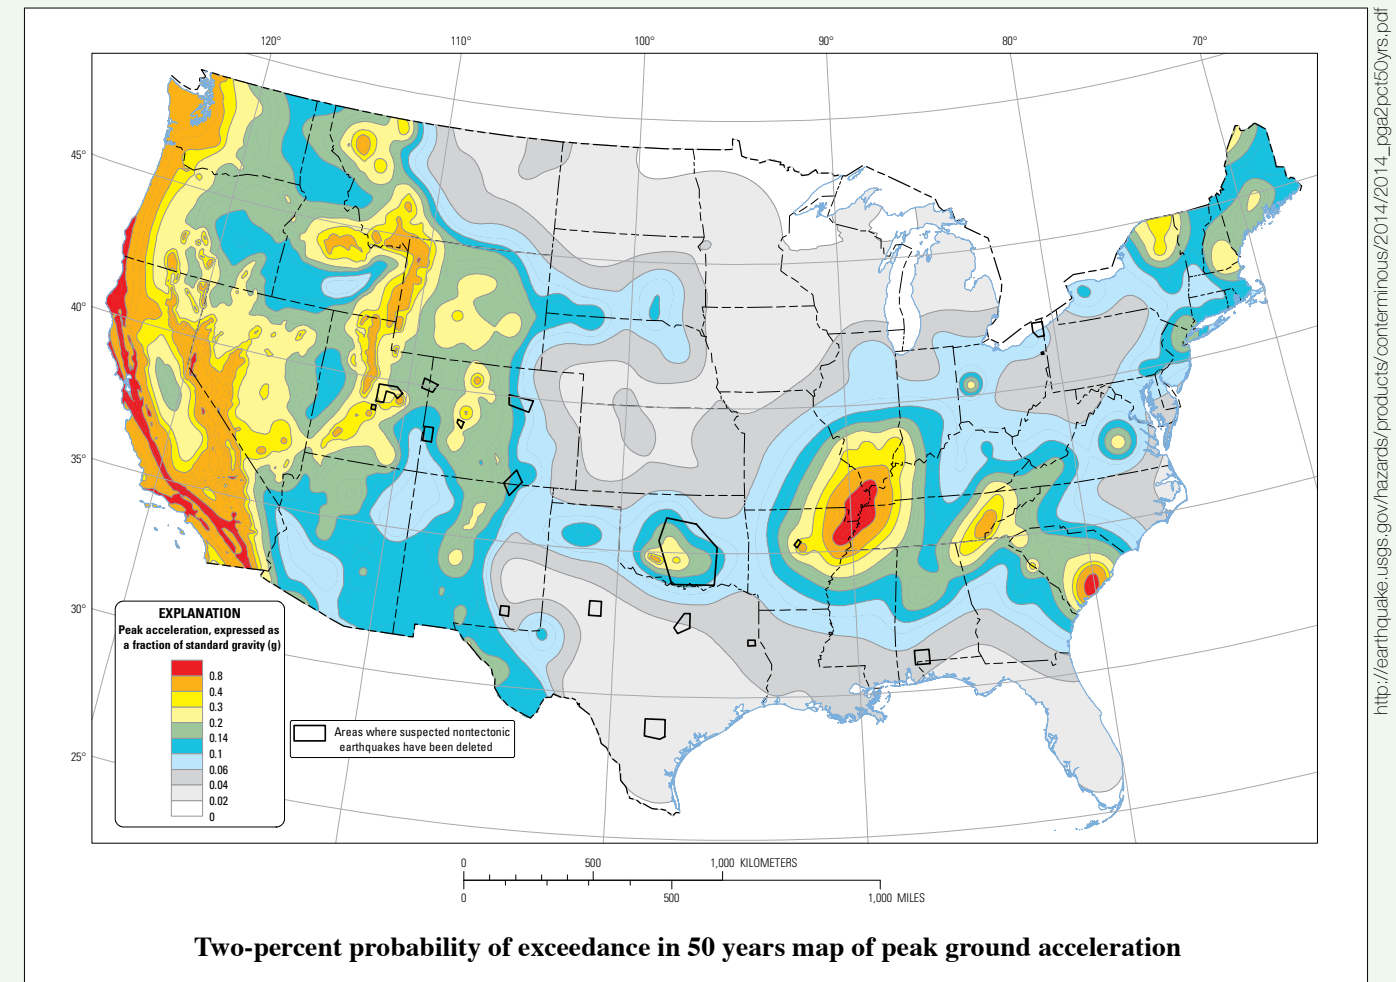 120°
110°
100°
90°
80°
70°
45°
40°
35°
30°
25°
EXPLANATION
Peak acceleration, expressed as
a fraction of standard gravity (g)
0.8
0.4
0.3
0.2
0.14
0.1
0.06
0.04
0.02
0
Areas where suspected nontectonic
earthquakes have been deleted
0 500 1,000 KILOMETERS
0 500 1,000 MILES
Two-percent probability of exceedance in 50 years map of peak ground acceleration
http://earthquake.usgs.gov/hazards/products/conterminous/2014/2014_pga2pct50yrs.pdf